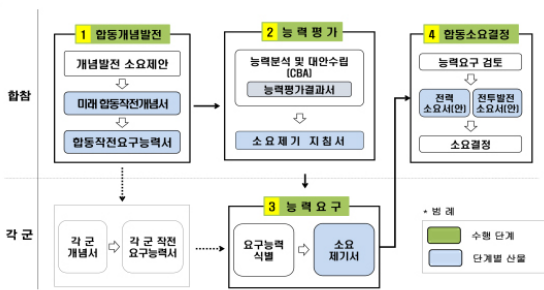 1 합동개념발전
개념발전 소요제안
미래 합동작전개념서
합동작전요구능력서
2 능력평가
능력분석 및 대안수립
(CBA)
능력평가결과서
소요제기 지침서
4 합동소요결정
능력요구 검토
전력
소요서(안)
전투발전
소요서(안)
소요결정
합참
각 군
각 군
개념서
각 군 작전
요구능력서
3 능력요구
요구능력
식별
소요
제기서
* 범 례
수행 단계
단계별 산물